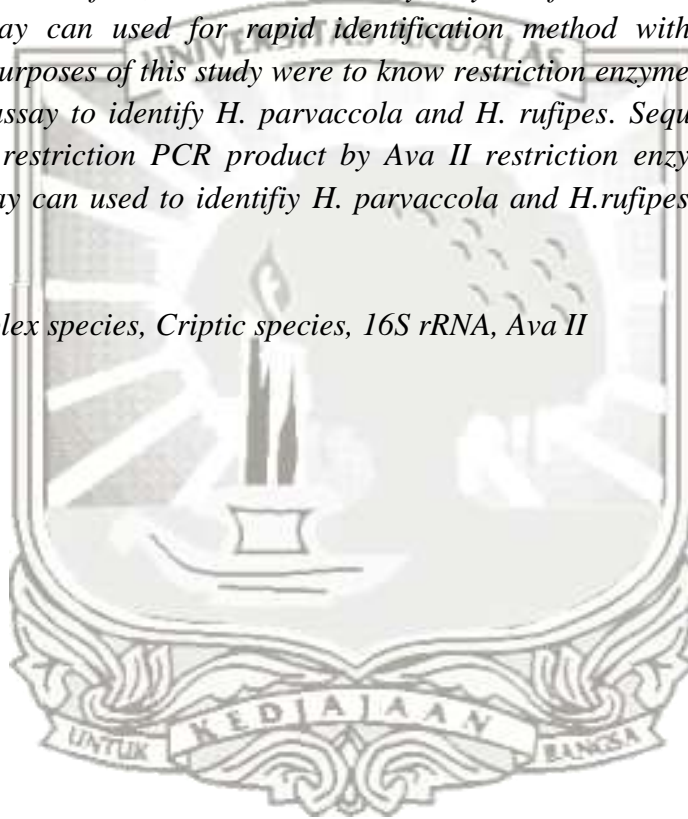 ay can used for rapid identification method with
urposes of this study were to know restriction enzyme
assay to identify H. parvaccola and H. rufipes. Sequ
restriction PCR product by Ava II restriction enzy
ay can used to identifiy H. parvaccola and H.rufipes
UNIVERSITAS ANDALAS
lex species, Criptic species, 16S rRNA, Ava II
UNTUK KEDJAJAAN BANGSA